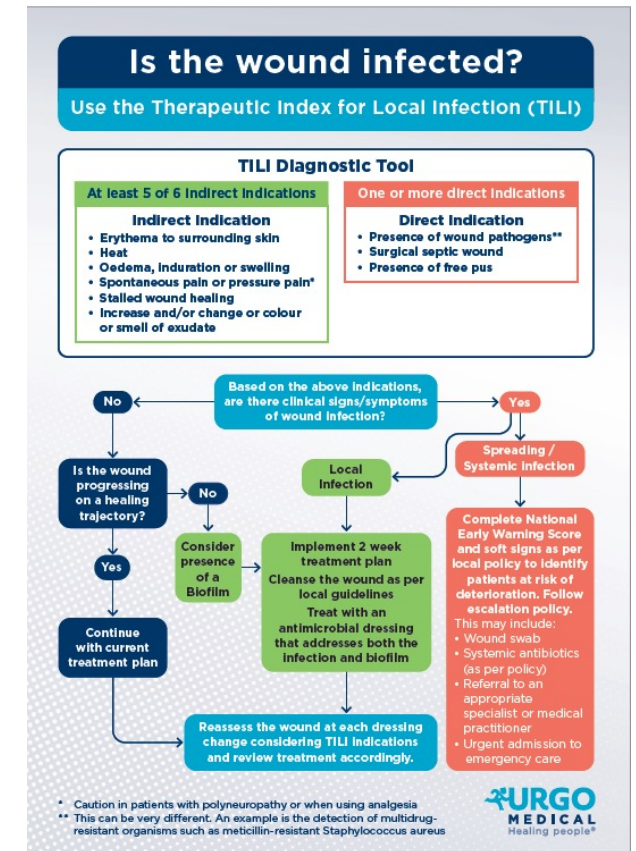 Is the wound infected?
Use the Therapeutic Index for Local Infection (TILI)
TILI Diagnostic Tool
At least 5 of 6 Indirect Indications
Indirect Indication
• Erythema to surrounding skin
• Heat
• Oedema, induration or swelling
• Spontaneous pain or pressure pain*
• Stalled wound healing
• Increase and/or change or colour
or smell of exudate
One or more direct Indications
Direct Indication
• Presence of wound pathogens**
• Surgical septic wound
• Presence of free pus
Based on the above indications,
are there clinical signs/symptoms
of wound infection?
No
Yes
Is the wound
progressing
on a healing
trajectory?
No
Yes
Continue
with current
treatment plan
Consider
presence
of a
Biofilm
Local
Infection
Implement 2 week
treatment plan
Cleanse the wound as per
local guidelines
Treat with an
antimicrobial dressing
that addresses both the
infection and biofilm
Spreading /
Systemic Infection
Complete National
Early Warning Score
and soft signs as per
local policy to identify
patients at risk of
deterioration. Follow
escalation policy.
This may include:
• Wound swab
• Systemic antibiotics
(as per policy)
• Referral to an
appropriate
specialist or medical
practitioner
• Urgent admission to
emergency care
Reassess the wound at each dressing
change considering TILI indications
and review treatment accordingly.
* Caution in patients with polyneuropathy or when using analgesia
** This can be very different. An example is the detection of multidrug-
resistant organisms such as meticillin-resistant Staphylococcus aureus
URGO
MEDICAL
Healing people®